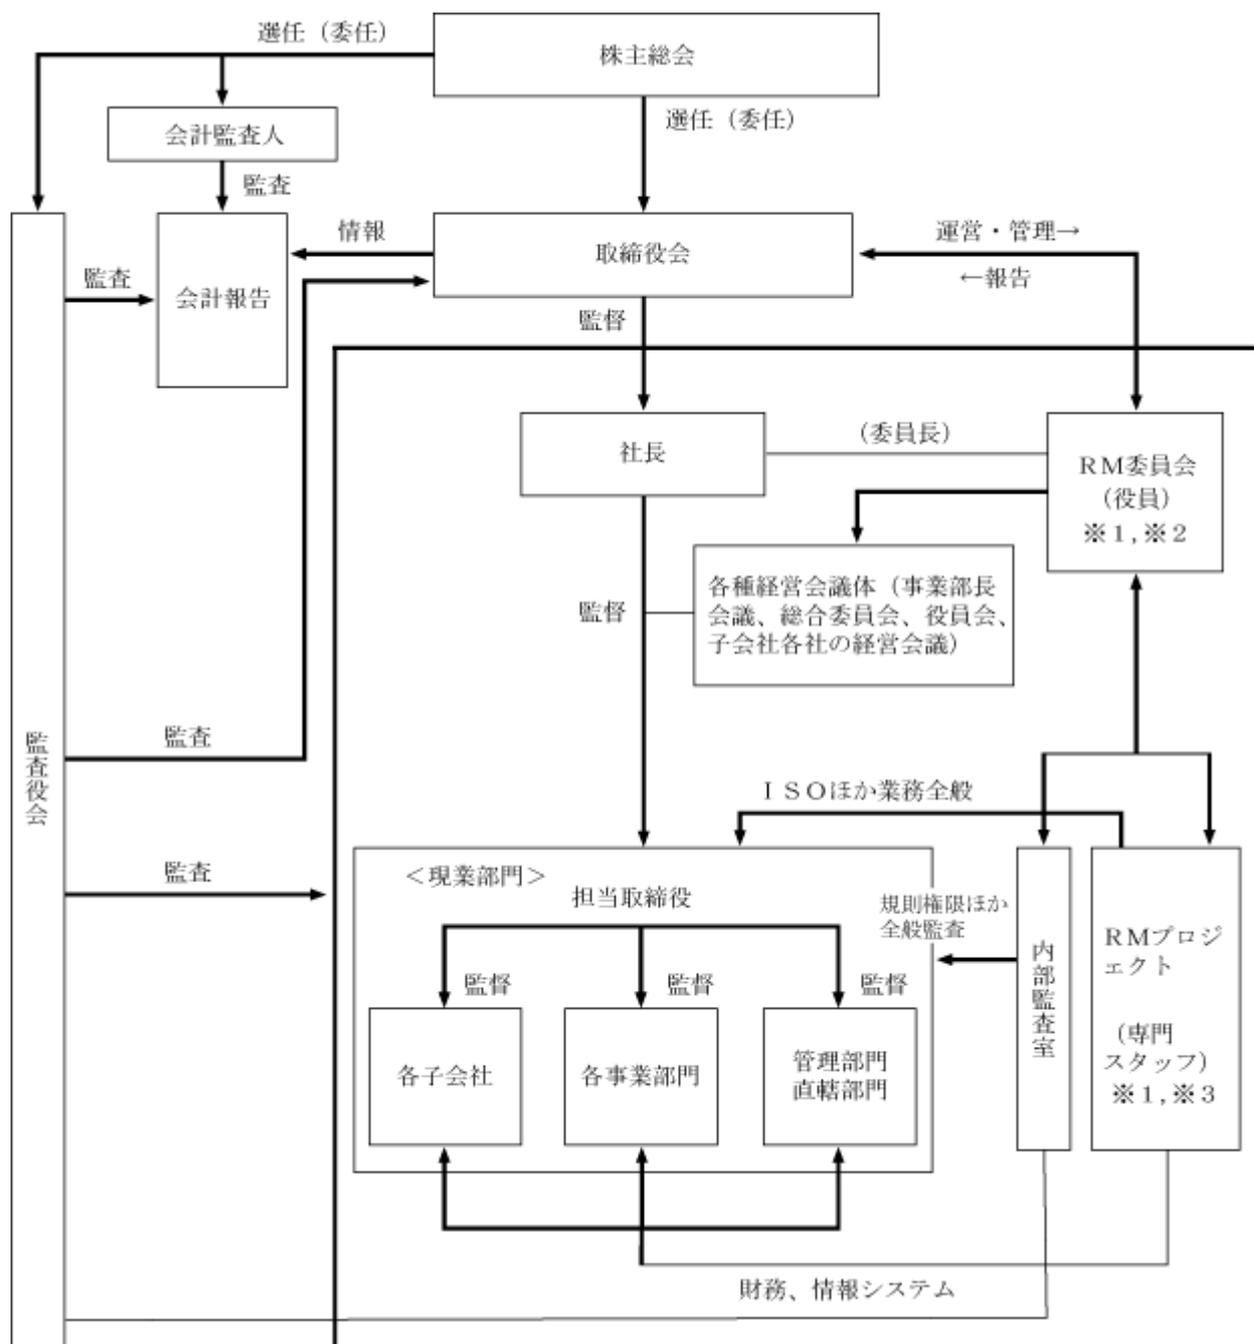 選任（委任）
株主総会
選任（委任）
会計監査人
監査
情報
取締役会
運営・管理→
←報告
監査
会計報告
監督
社長
（委員長）
ＲＭ委員会
（役員）
※１,※２
各種経営会議体（事業部長
会議、総合委員会、役員会、
子会社各社の経営会議）
監督
監査役会
監査
ＩＳＯほか業務全般
監査
＜現業部門＞
担当取締役
規則権限ほか
全般監査
監督
監督
監督
各子会社
各事業部門
管理部門
直轄部門
内部監査室
ＲＭプロジ
ェクト
（専門
スタッフ）
※１,※３
財務、情報システム